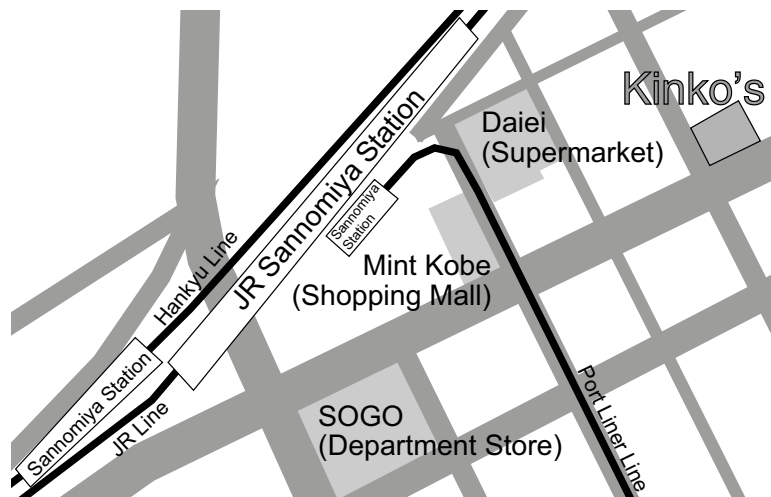 Kinko's
Daiei
(Supermarket)
JR Sannomiya Station
Sannomiya
Station
Hankyu Line
Mint Kobe
(Shopping Mall)
Sannomiya Station
JR Line
SOGO
(Department Store)
Port Liner Line